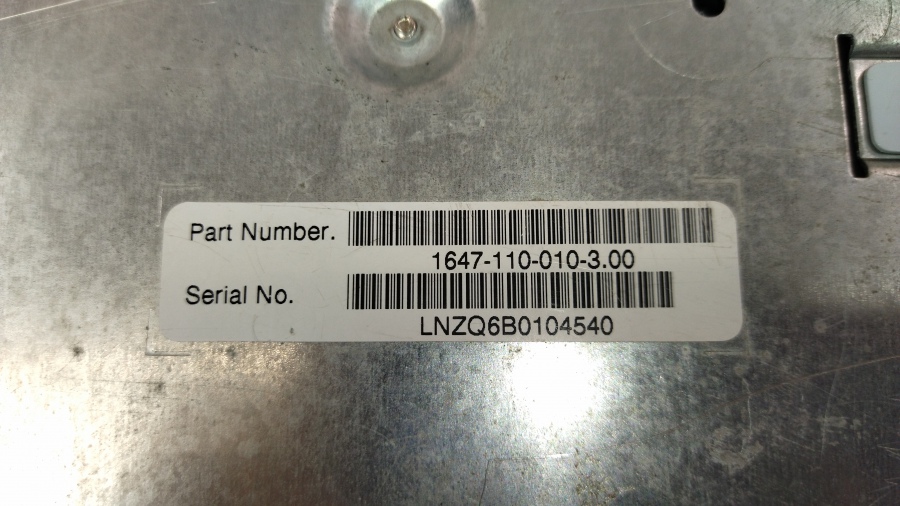 Part Number.
1647-110-010-3.00
Serial No.
LNZQ6B0104540